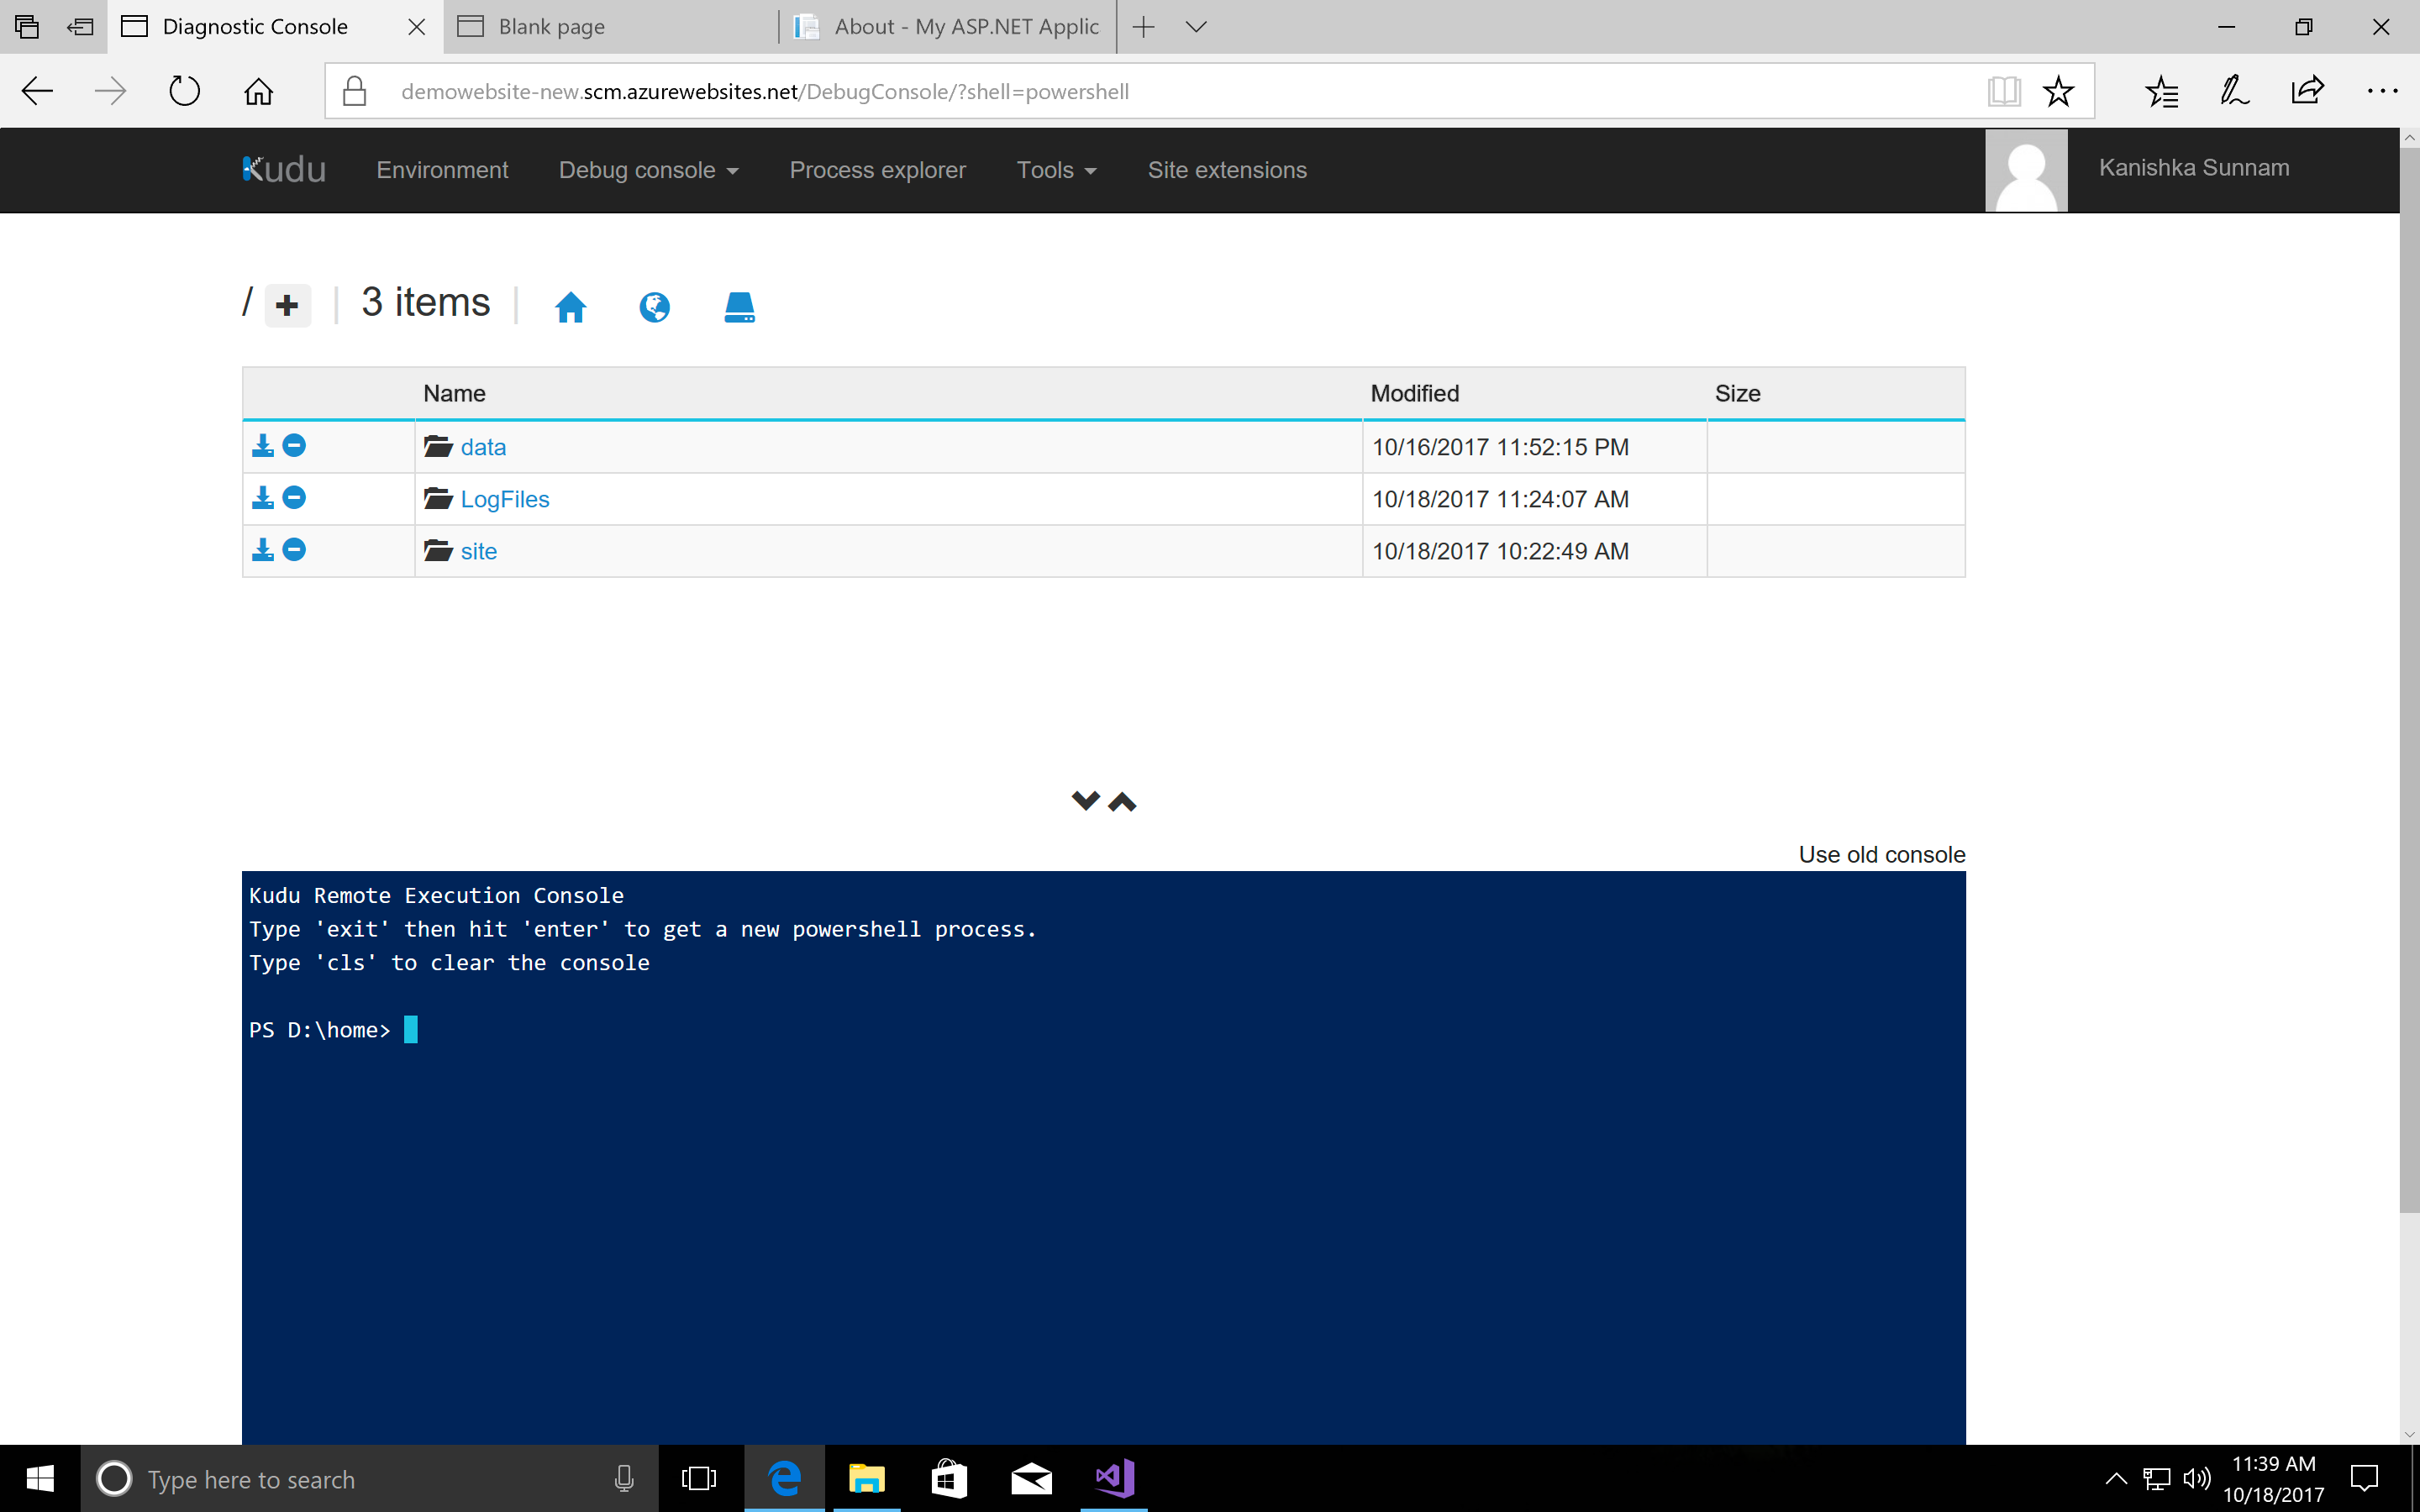 Diagnostic Console
Blank page
About - My ASP.NET Applic
demowebsite-new.scm.azurewebsites.net/DebugConsole/?shell=powershell
Kudu Environment Debug console Process explorer Tools Site extensions Kanishka Sunnam
/ + | 3 items |
Name Modified Size
data 10/16/2017 11:52:15 PM
LogFiles 10/18/2017 11:24:07 AM
site 10/18/2017 10:22:49 AM
Use old console
Kudu Remote Execution Console
Type 'exit' then hit 'enter' to get a new powershell process.
Type 'cls' to clear the console
PS D:\home>
Type here to search
11:39 AM
10/18/2017